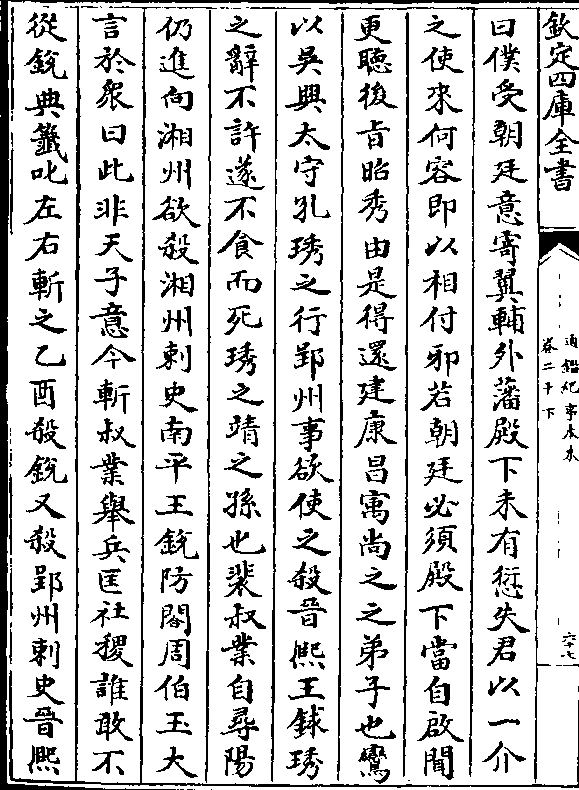 欽定四庫全書
通鑑紀事本末
卷二十下
六十七
曰僕受朝廷意寄翼輔外藩殿下未有愆失君以一介
之使來何容即以相付邪若朝廷必須殿下當自啟聞
更聽後旨昭秀由是得還建康昌㝢尚之之弟子也鸞
以吳興太守孔琇之行郢州事欲使之殺晉熈王銶琇
之辭不許遂不食而死琇之靖之孫也裴叔業自尋陽
仍進向湘州欲殺湘州刺史南平王銳防閤周伯玉大
言於衆曰此非天子意今斬叔業舉兵匡社稷誰敢不
從銳典籖叱左右斬之乙酉殺銳又殺郢州刺史晉熈